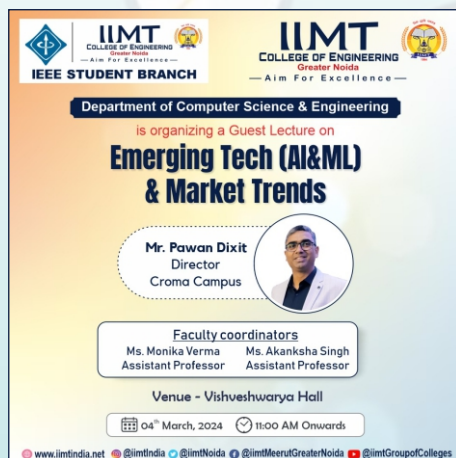 IIMT
COLLEGE OF ENGINEERING
Greater Noida
Aim For Excellence
IEEE STUDENT BRANCH
IIMT
COLLEGE OF ENGINEERING
Greater Noida
Aim For Excellence
Department of Computer Science & Engineering
is organizing a Guest Lecture on
Emerging Tech (AI&ML)
& Market Trends
Mr. Pawan Dixit
Director
Croma Campus
Faculty coordinators
Ms. Monika Verma Ms. Akanksha Singh
Assistant Professor Assistant Professor
Venue - Vishveshwarya Hall
04th March, 2024 11:00 AM Onwards
www.iimtindia.net @iimtIndia @iimtNoida @iimtMeerutGreaterNoida @iimtGroupofColleges